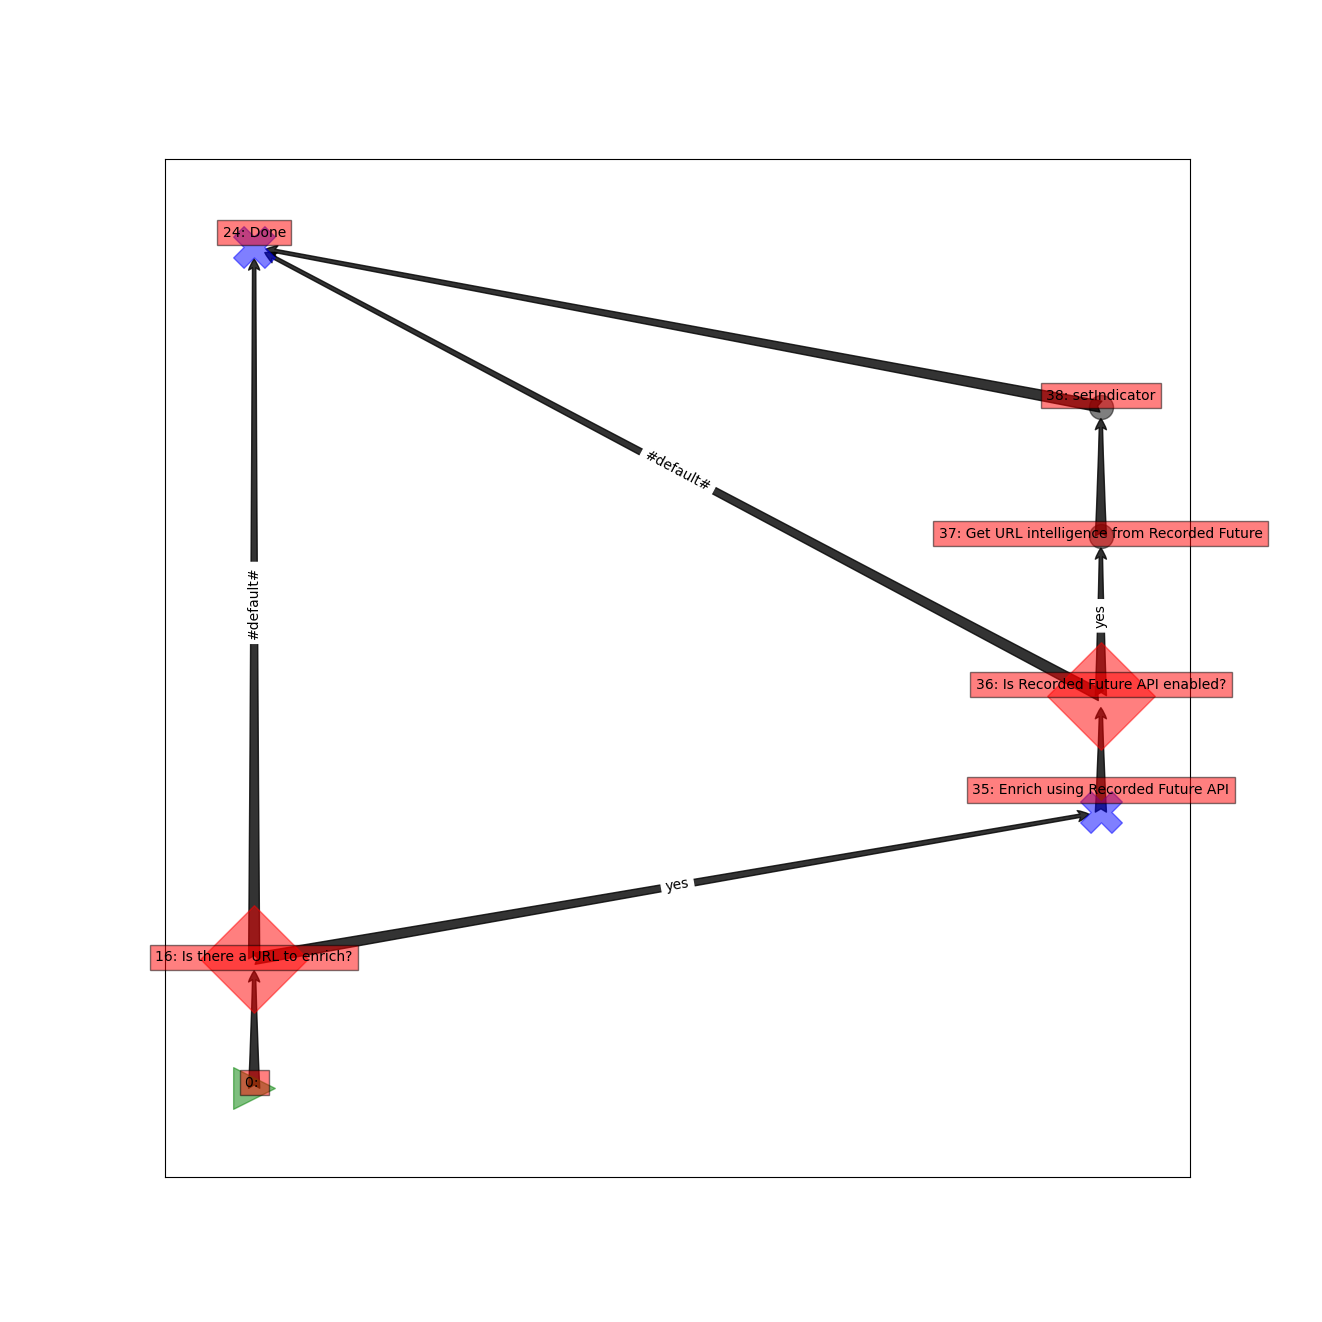 24: Done
38: setIndicator
#default#
37: Get URL intelligence from Recorded Future
#default#
yes
36: Is Recorded Future API enabled?
35: Enrich using Recorded Future API
yes
16: Is there a URL to enrich?
0: